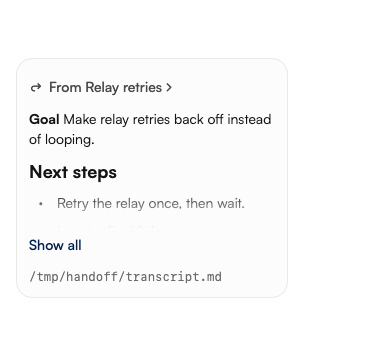 From Relay retries
Goal Make relay retries back off instead
of looping.
Next steps
• Retry the relay once, then wait.
Show all
/tmp/handoff/transcript.md